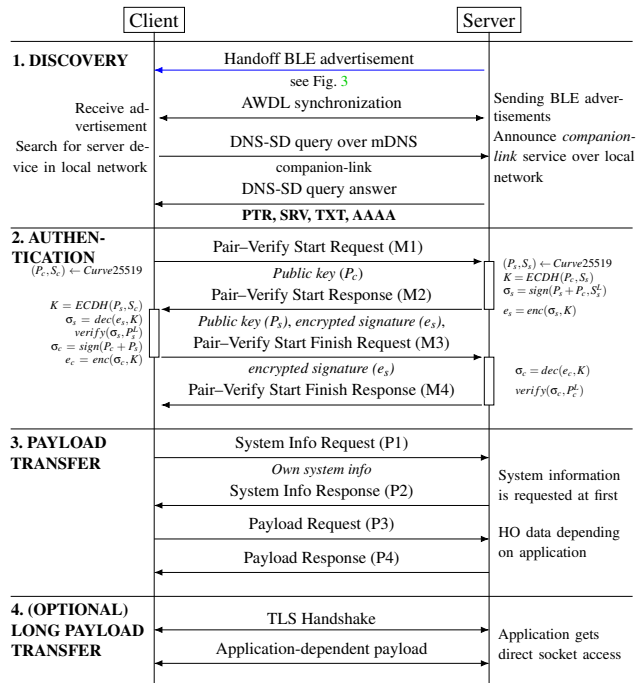 Client
Server
1. DISCOVERY
Handoff BLE advertisement
see Fig. 3
Receive ad-
vertisement
Search for server de-
vice in local network
AWDL synchronization
Sending BLE adver-
tisements
Announce companion-
link service over local
network
DNS-SD query over mDNS
companion-link
DNS-SD query answer
PTR, SRV, TXT, AAAA
2. AUTHEN-
TICATION
(P_c, S_c) ← Curve25519
Pair–Verify Start Request (M1)
Public key (P_c)
(P_s, S_s) ← Curve25519
K = ECDH(P_c, S_s)
σ_s = sign(P_s + P_c, S_s^L)
e_s = enc(σ_s, K)
Pair–Verify Start Response (M2)
Public key (P_s), encrypted signature (e_s),
K = ECDH(P_s, S_c)
σ_s = dec(e_s, K)
verify(σ_s, P_s^L)
σ_c = sign(P_c + P_s)
e_c = enc(σ_c, K)
Pair–Verify Start Finish Request (M3)
encrypted signature (e_s)
σ_c = dec(e_c, K)
verify(σ_c, P_c^L)
Pair–Verify Start Finish Response (M4)
3. PAYLOAD
TRANSFER
System Info Request (P1)
Own system info
System Info Response (P2)
System information
is requested at first
Payload Request (P3)
HO data depending
on application
Payload Response (P4)
4. (OPTIONAL)
LONG PAYLOAD
TRANSFER
TLS Handshake
Application-dependent payload
Application gets
direct socket access